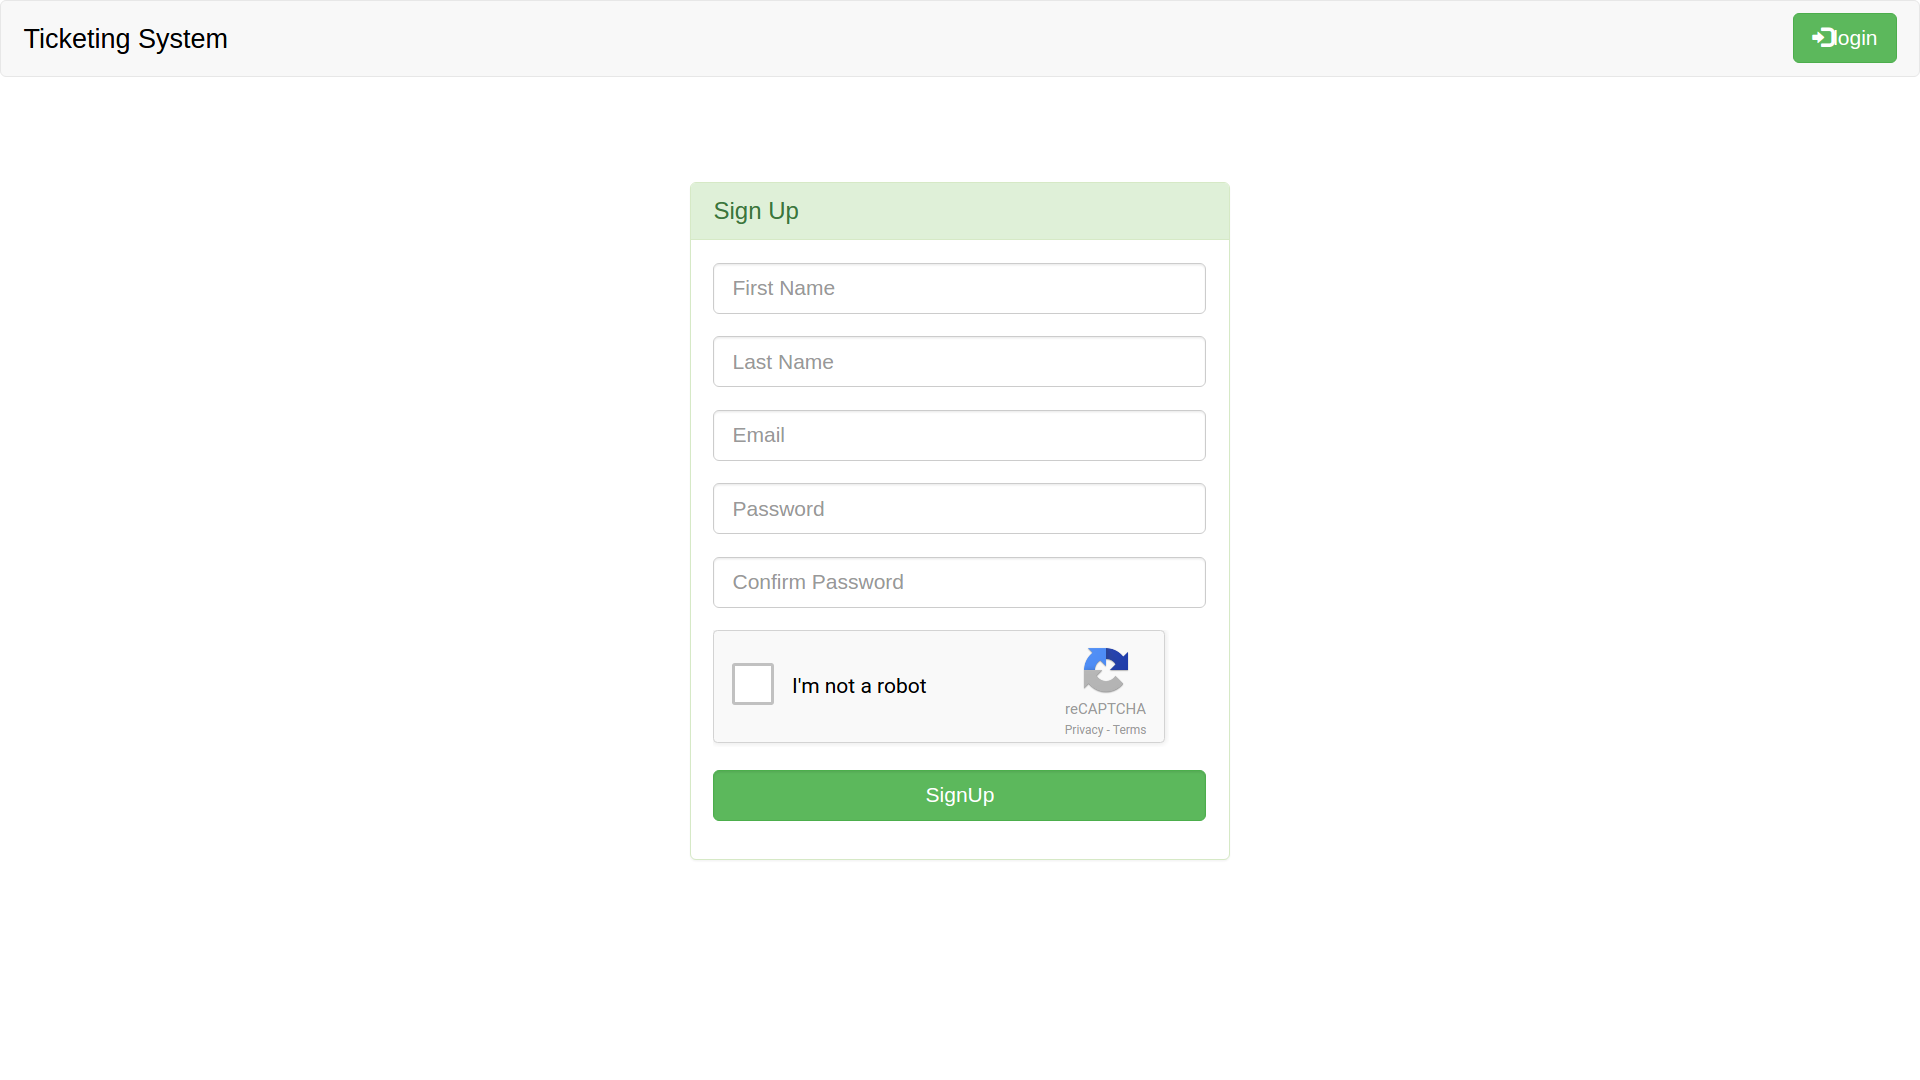 Ticketing System
login
Sign Up
First Name
Last Name
Email
Password
Confirm Password
I'm not a robot
reCAPTCHA
Privacy - Terms
SignUp